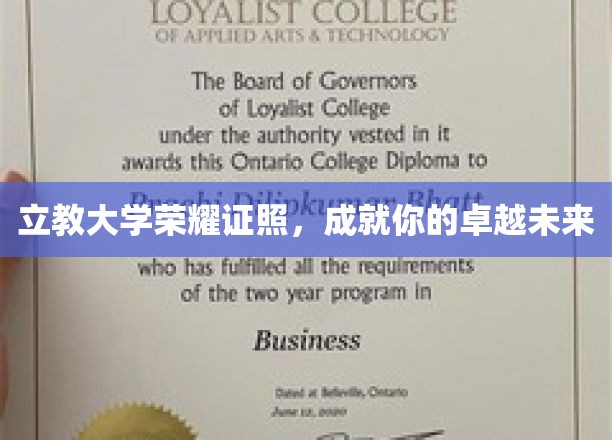 LOYALIST COLLEGE
OF APPLIED ARTS & TECHNOLOGY
The Board of Governors
of Loyalist College
under the authority vested in it
awards this Ontario College Diploma to
立教大学荣耀证照，成就你的卓越未来
who has fulfilled all the requirements
of the two year program in
Business
Dated at Belleville, Ontario
June 12, 2020